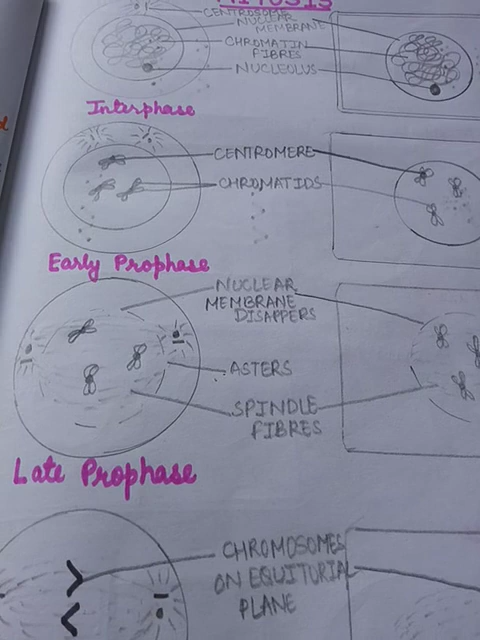 MITOSIS
CENTROSOME
NUCLEAR
MEMBRANE
CHROMATIN
FIBRES
NUCLEOLUS
Interphase
CENTROMERE
CHROMATIDS
Early Prophase
NUCLEAR
MEMBRANE
DISAPPERS
ASTERS
SPINDLE
FIBRES
Late Prophase
CHROMOSOMES
ON EQUITORIAL
PLANE